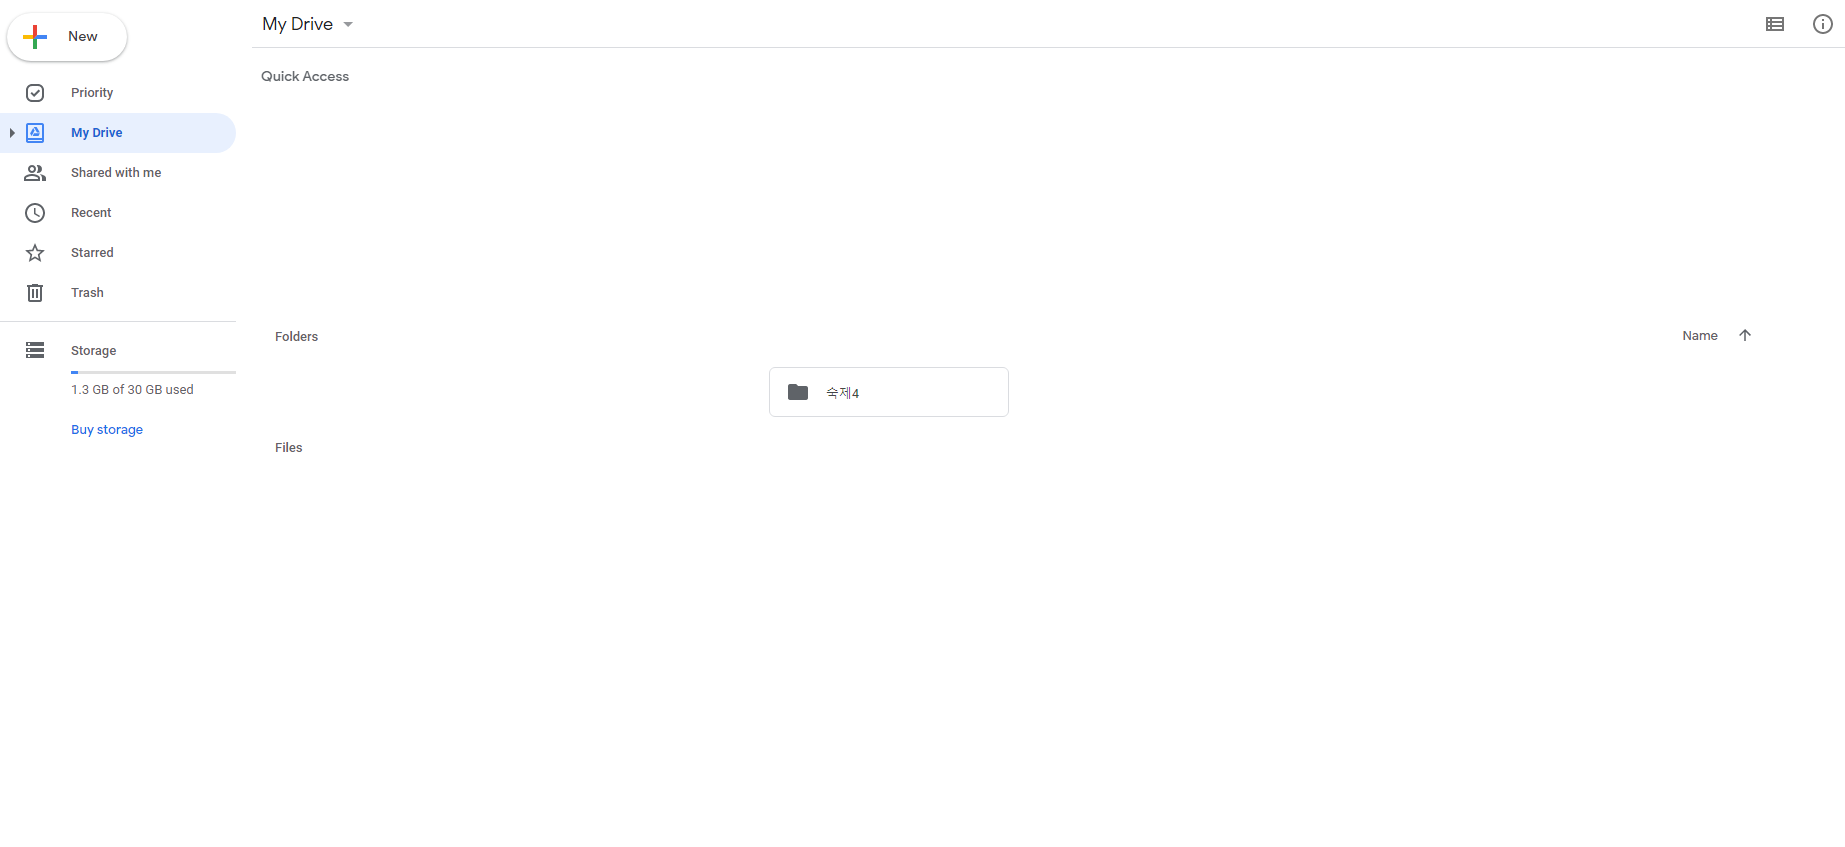 New
My Drive
Priority
My Drive
Shared with me
Recent
Starred
Trash
Storage
1.3 GB of 30 GB used
Buy storage
Quick Access
Folders
Name
숙제4
Files